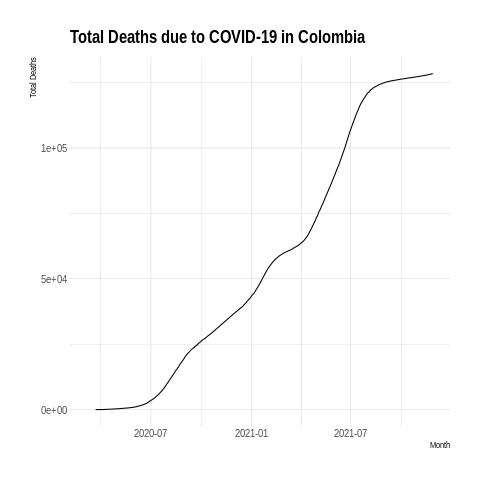 Total Deaths due to COVID-19 in Colombia
Total Deaths
1e+05
5e+04
0e+00
2020-07
2021-01
2021-07
Month